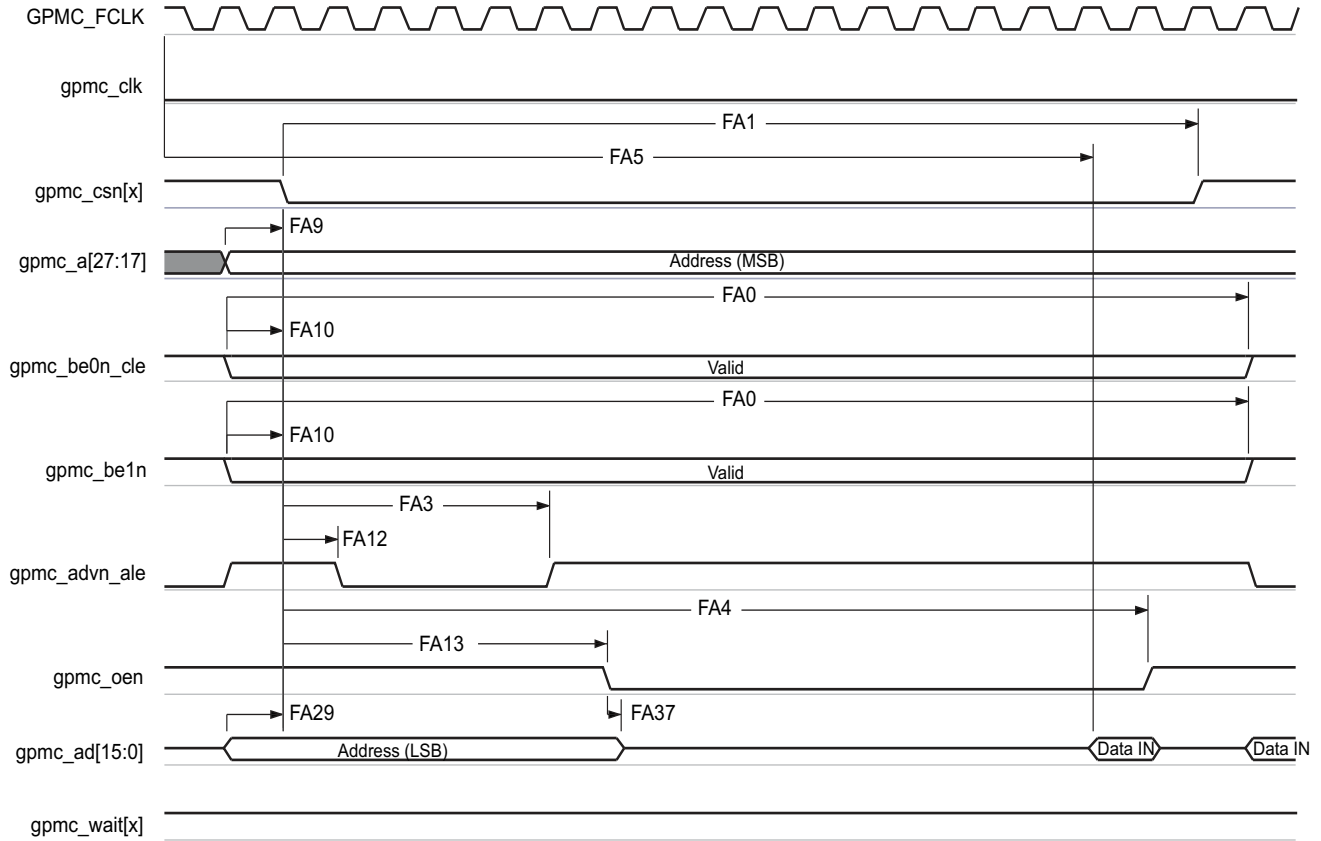 GPMC_FCLK
gpmc_clk
FA1
FA5
gpmc_csn[x]
FA9
gpmc_a[27:17]
Address (MSB)
FA0
FA10
gpmc_be0n_cle
Valid
FA0
FA10
gpmc_be1n
Valid
FA3
FA12
gpmc_advn_ale
FA4
FA13
gpmc_oen
FA29
FA37
gpmc_ad[15:0]
Address (LSB)
Data IN
Data IN
gpmc_wait[x]